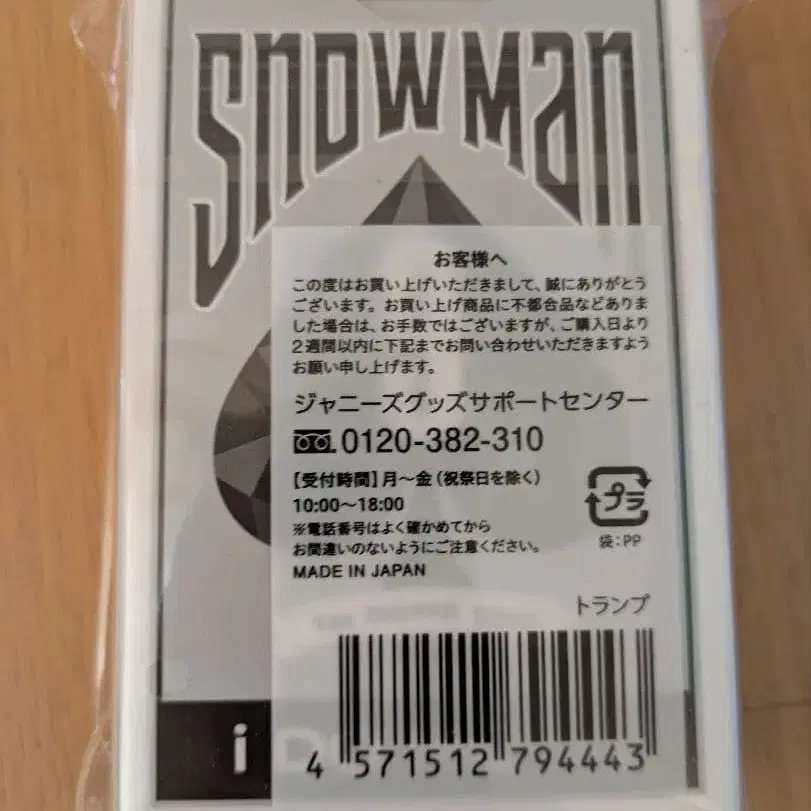 SNOW MAN
お客様へ
この度はお買い上げいただきまして、誠にありがとう
ございます。お買い上げ商品に不都合品などありま
した場合は、お手数ではございますが、ご購入日より
2週間以内に下記までお問い合わせいただきますよう
お願い申し上げます。
ジャニーズグッズサポートセンター
0120-382-310
【受付時間】月〜金（祝祭日を除く）
10:00〜18:00
※電話番号はよく確かめてから
お間違いのないようにご注意ください。
MADE IN JAPAN
プラ
袋：PP
トランプ
i
4 571512 794443